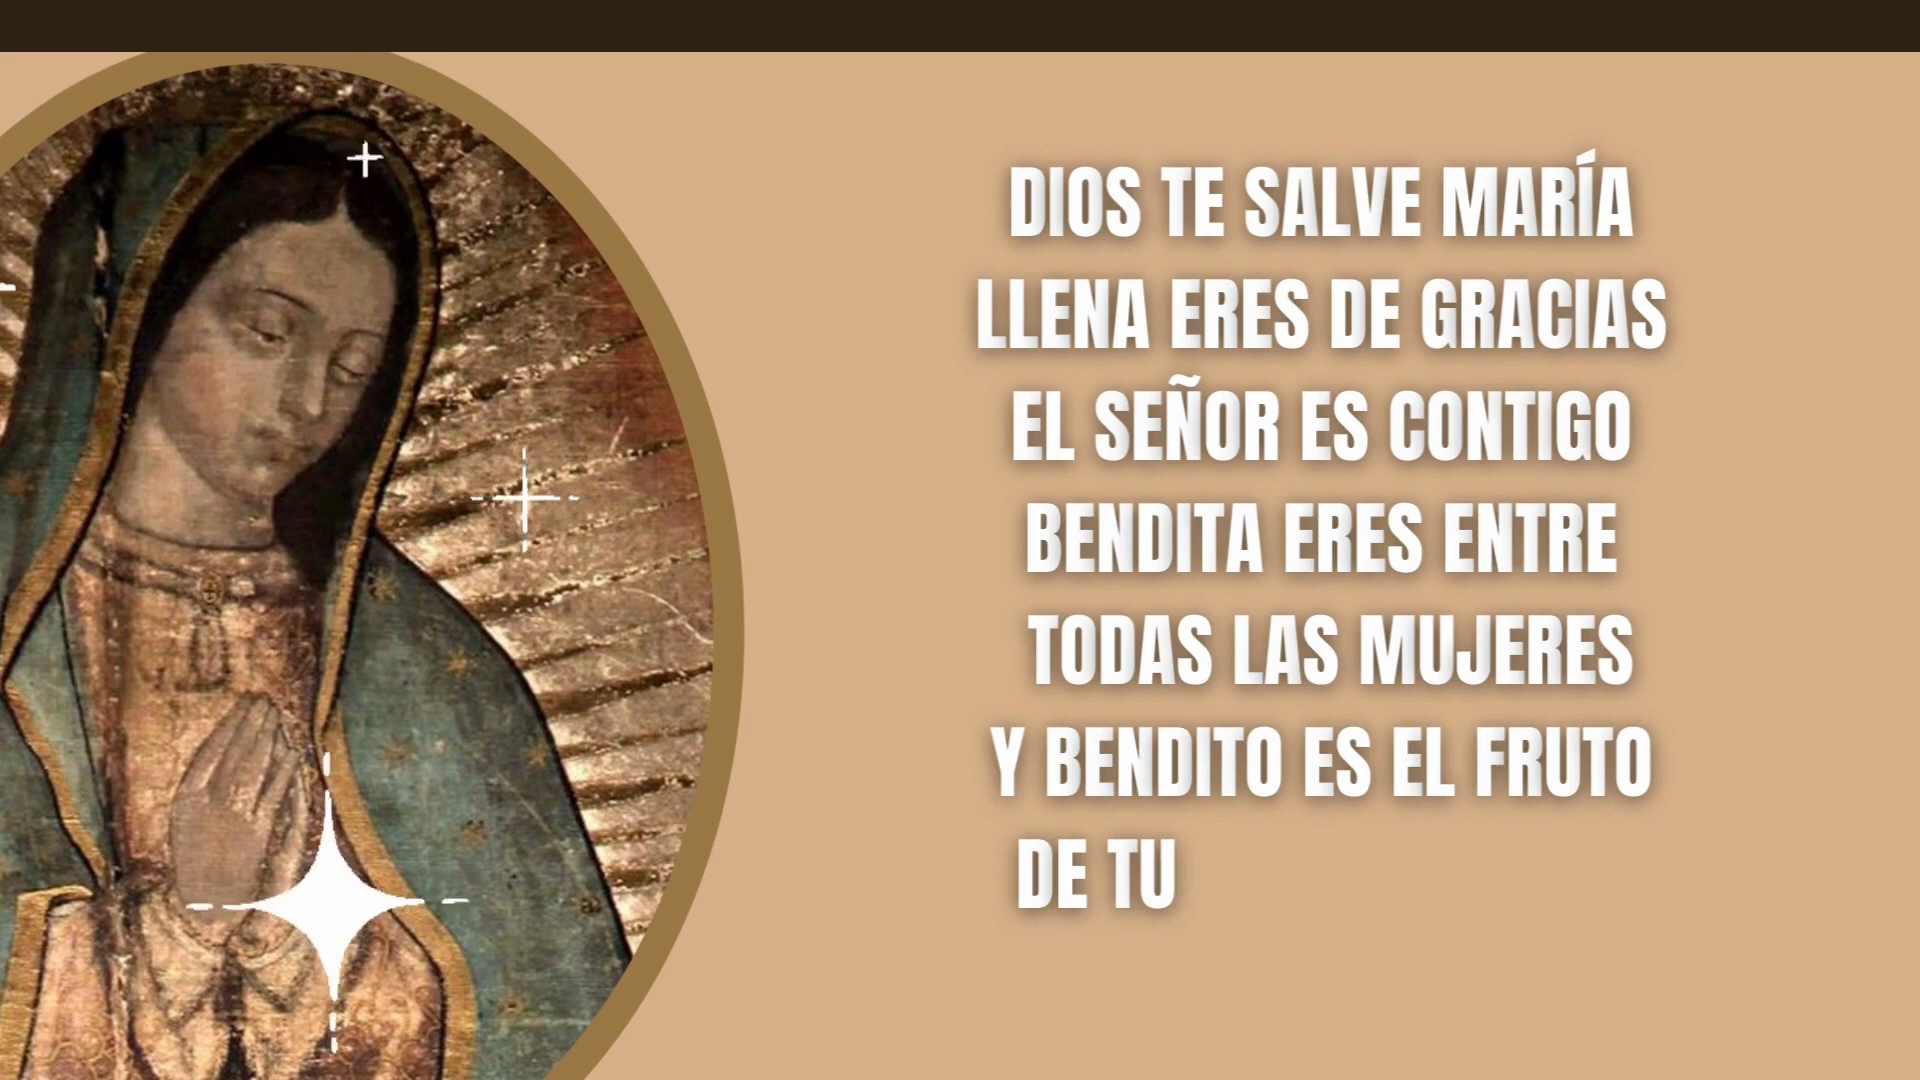 DIOS TE SALVE MARÍA
LLENA ERES DE GRACIAS
EL SEÑOR ES CONTIGO
BENDITA ERES ENTRE
TODAS LAS MUJERES
Y BENDITO ES EL FRUTO
DE TU